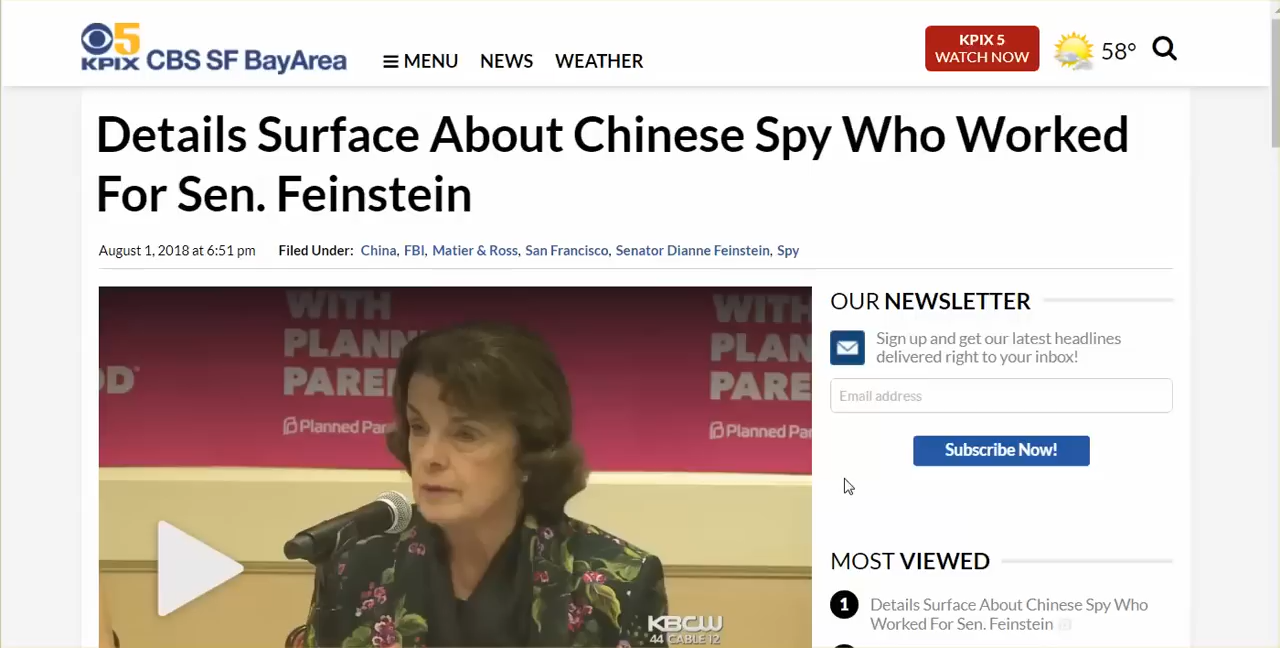 5
KPIX CBS SF BayArea
MENU NEWS WEATHER
KPIX 5
WATCH NOW
58°
Details Surface About Chinese Spy Who Worked
For Sen. Feinstein
August 1, 2018 at 6:51 pm Filed Under: China, FBI, Matier & Ross, San Francisco, Senator Dianne Feinstein, Spy
WITH
PLANN
PAREN
Planned Par
D
WITH
PLAN
PARE
Planned Par
KBCW
44 CABLE 12
OUR NEWSLETTER
Sign up and get our latest headlines
delivered right to your inbox!
Email address
Subscribe Now!
MOST VIEWED
1 Details Surface About Chinese Spy Who
Worked For Sen. Feinstein